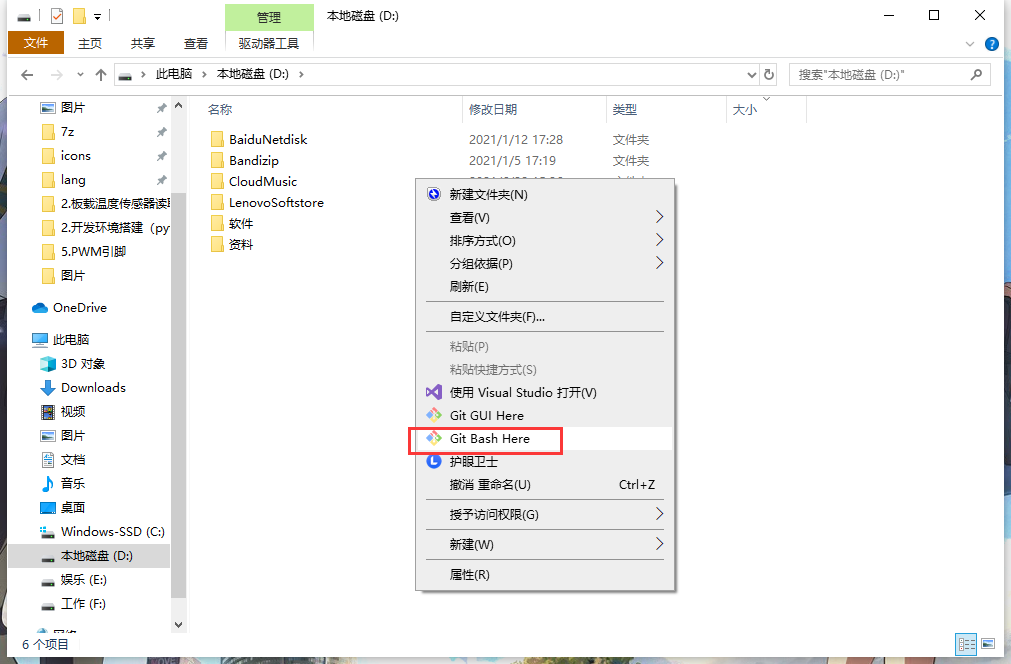 管理
本地磁盘 (D:)
文件
主页
共享
查看
驱动器工具
此电脑
本地磁盘 (D:)
搜索"本地磁盘 (D:)"
图片
7z
icons
lang
2.板载温度传感器读
2.开发环境搭建（py
5.PWM引脚
图片
OneDrive
此电脑
3D 对象
Downloads
视频
图片
文档
音乐
桌面
Windows-SSD (C:)
本地磁盘 (D:)
娱乐 (E:)
工作 (F:)
名称
修改日期
类型
大小
BaiduNetdisk
2021/1/12 17:28
文件夹
Bandizip
2021/1/5 17:19
文件夹
CloudMusic
LenovoSoftstore
软件
资料
新建文件夹(N)
查看(V)
排序方式(O)
分组依据(P)
刷新(E)
自定义文件夹(F)...
粘贴(P)
粘贴快捷方式(S)
使用 Visual Studio 打开(V)
Git GUI Here
Git Bash Here
护眼卫士
撤消 重命名(U)
Ctrl+Z
授予访问权限(G)
新建(W)
属性(R)
6 个项目